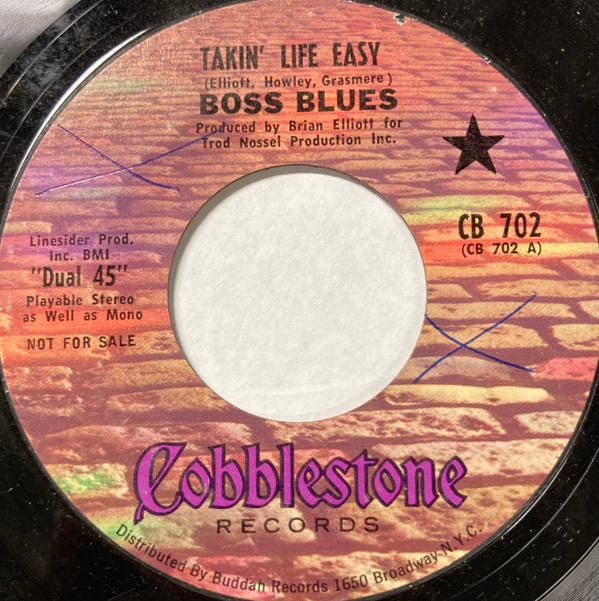 TAKIN' LIFE EASY
(Elliott, Howley, Grasmere)
BOSS BLUES
Produced by Brian Elliott for
Trod Nossel Production Inc.
CB 702
(CB 702 A)
Linesider Prod.
Inc. BMI
"Dual 45"
Playable Stereo
as Well as Mono
NOT FOR SALE
Cobblestone
RECORDS
Distributed By Buddah Records 1650 Broadway N.Y.C.